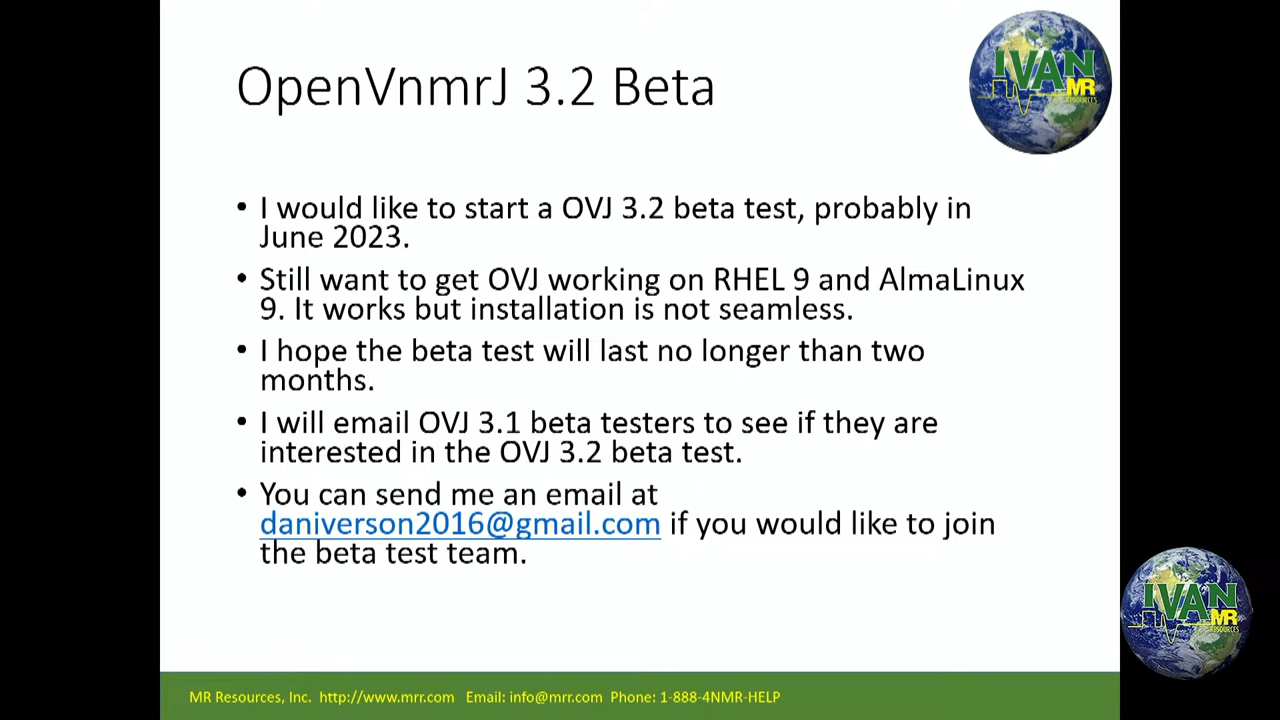 OpenVnmrJ 3.2 Beta
IVAN
MR
RESOURCES
• I would like to start a OVJ 3.2 beta test, probably in
June 2023.
• Still want to get OVJ working on RHEL 9 and AlmaLinux
9. It works but installation is not seamless.
• I hope the beta test will last no longer than two
months.
• I will email OVJ 3.1 beta testers to see if they are
interested in the OVJ 3.2 beta test.
• You can send me an email at
daniverson2016@gmail.com if you would like to join
the beta test team.
IVAN
MR
RESOURCES
MR Resources, Inc. http://www.mrr.com Email: info@mrr.com Phone: 1-888-4NMR-HELP